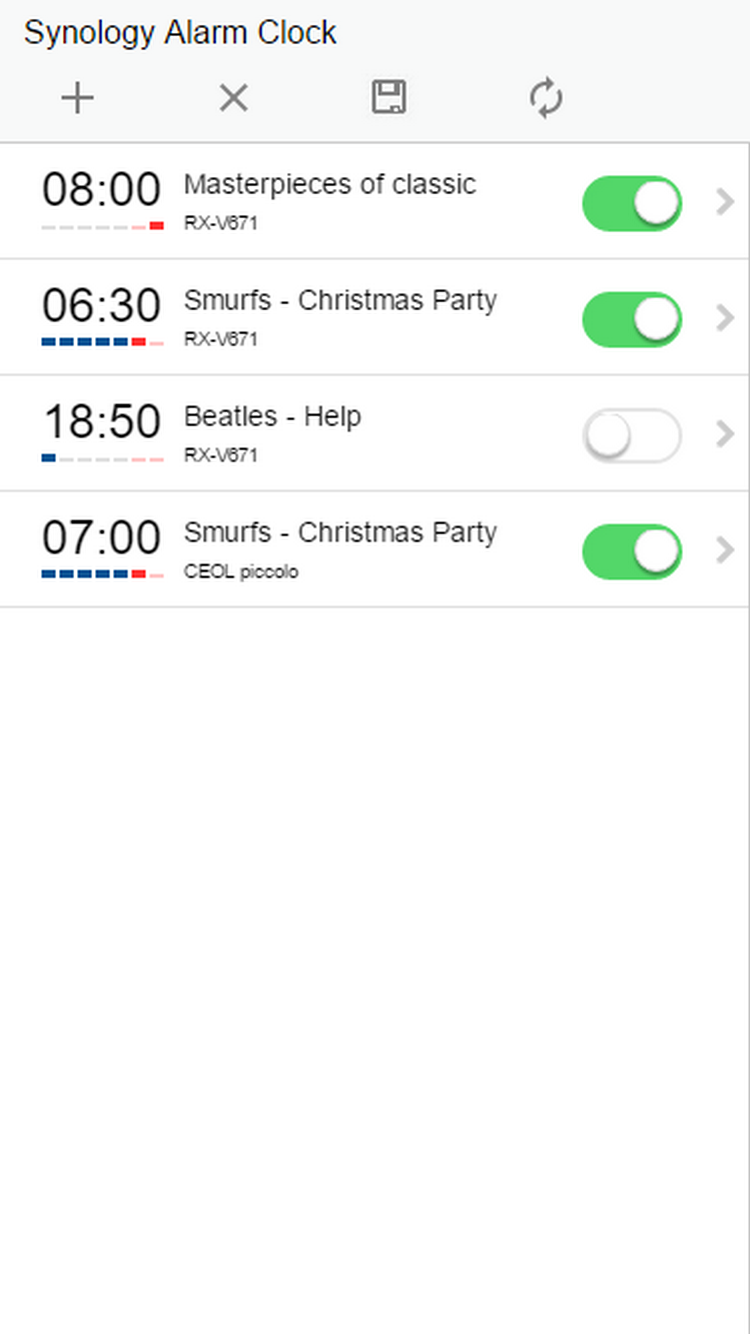 Synology Alarm Clock
08:00 Masterpieces of classic
RX-V671
06:30 Smurfs - Christmas Party
RX-V671
18:50 Beatles - Help
RX-V671
07:00 Smurfs - Christmas Party
CEOL piccolo